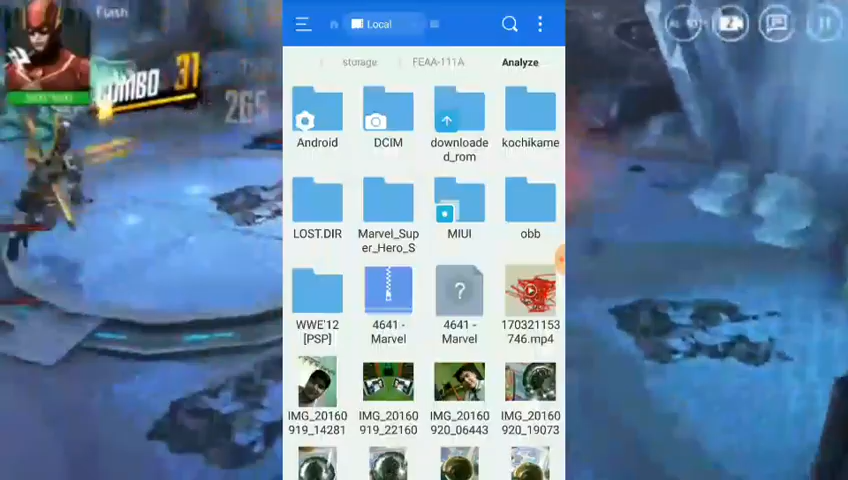 Flash
COMBO 31
265
Local
storage
FEAA-111A
Analyze
Android
DCIM
downloade
d_rom
kochikame
LOST.DIR
Marvel_Sup
er_Hero_S
MIUI
obb
WWE'12
[PSP]
4641 -
Marvel
4641 -
Marvel
170321153
746.mp4
IMG_20160
919_14281
IMG_20160
919_22160
IMG_20160
920_06443
IMG_20160
920_19073